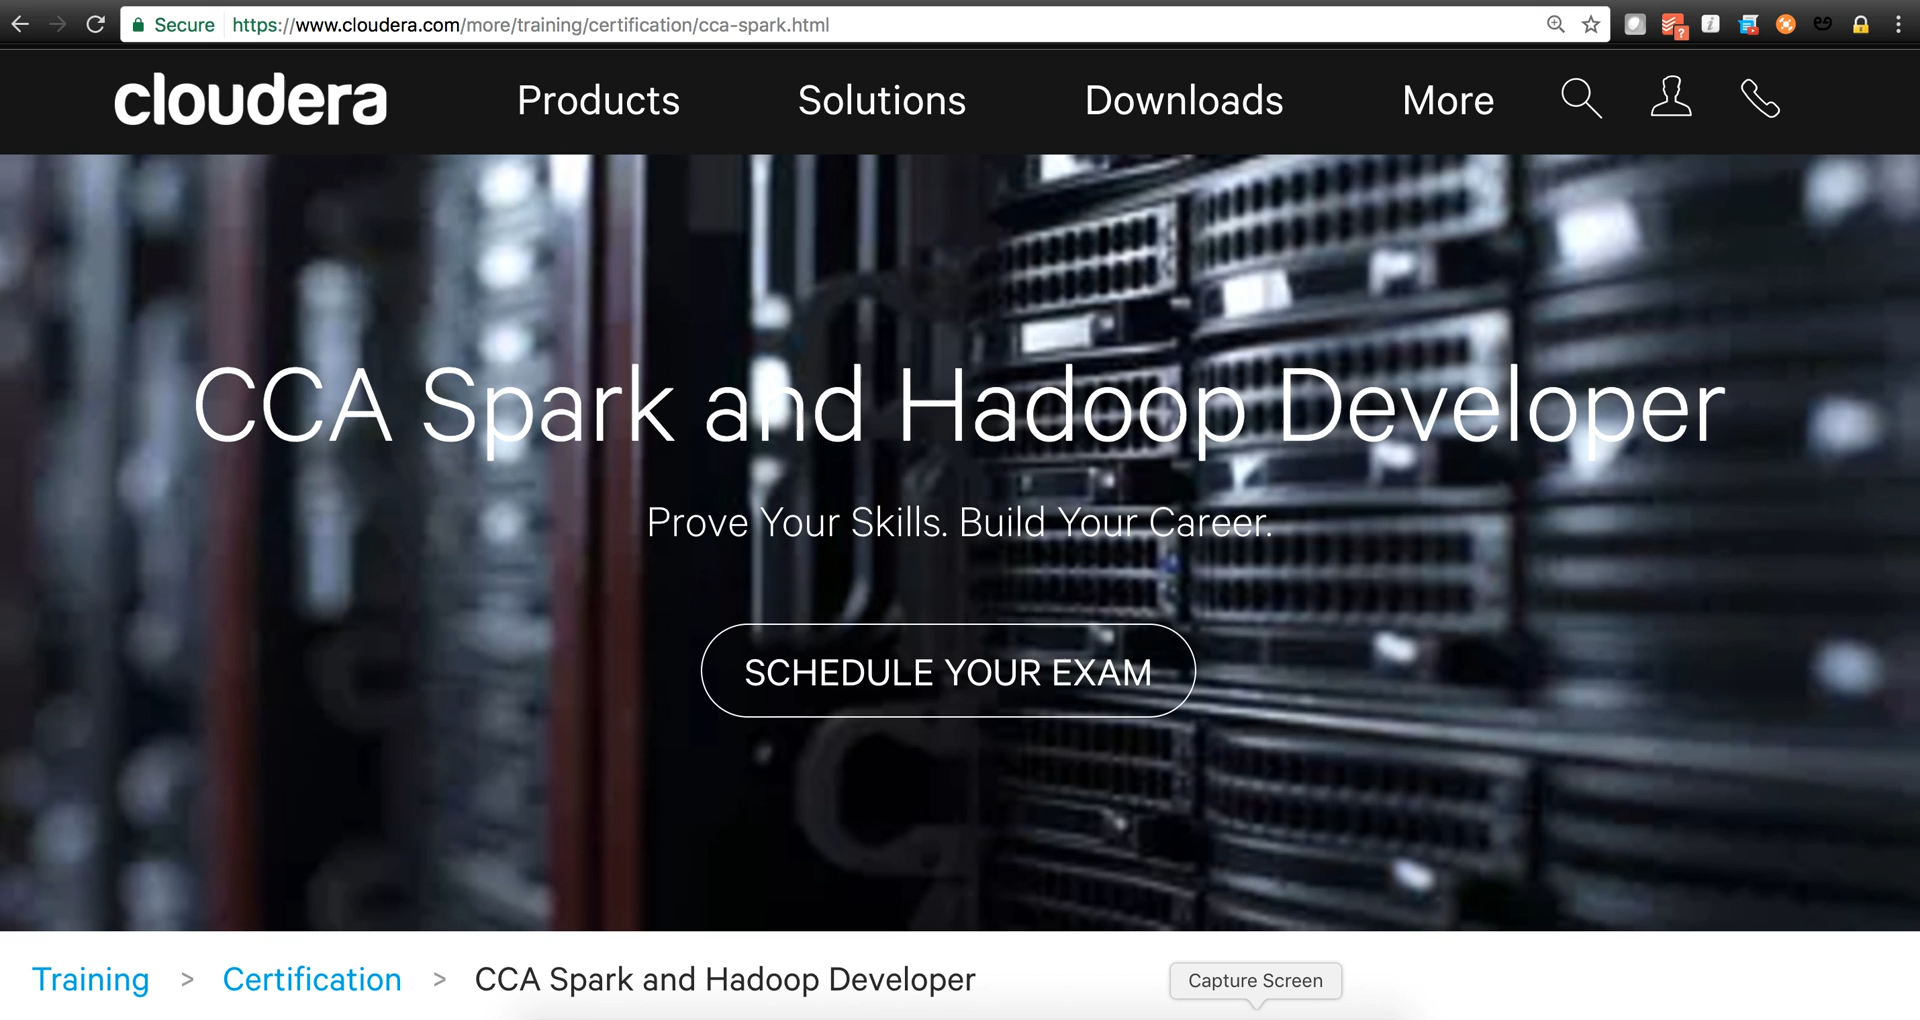 Secure https://www.cloudera.com/more/training/certification/cca-spark.html
cloudera Products Solutions Downloads More
CCA Spark and Hadoop Developer
Prove Your Skills. Build Your Career.
SCHEDULE YOUR EXAM
Training > Certification > CCA Spark and Hadoop Developer
Capture Screen